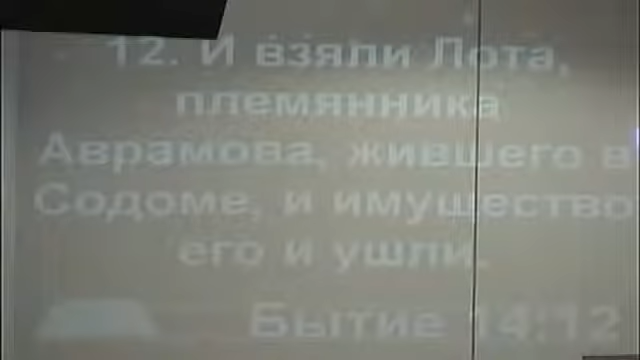 12. И взяли Лота,
племянника
Аврамова, жившего в
Содоме, и имущество
его и ушли.
Бытие 14:12